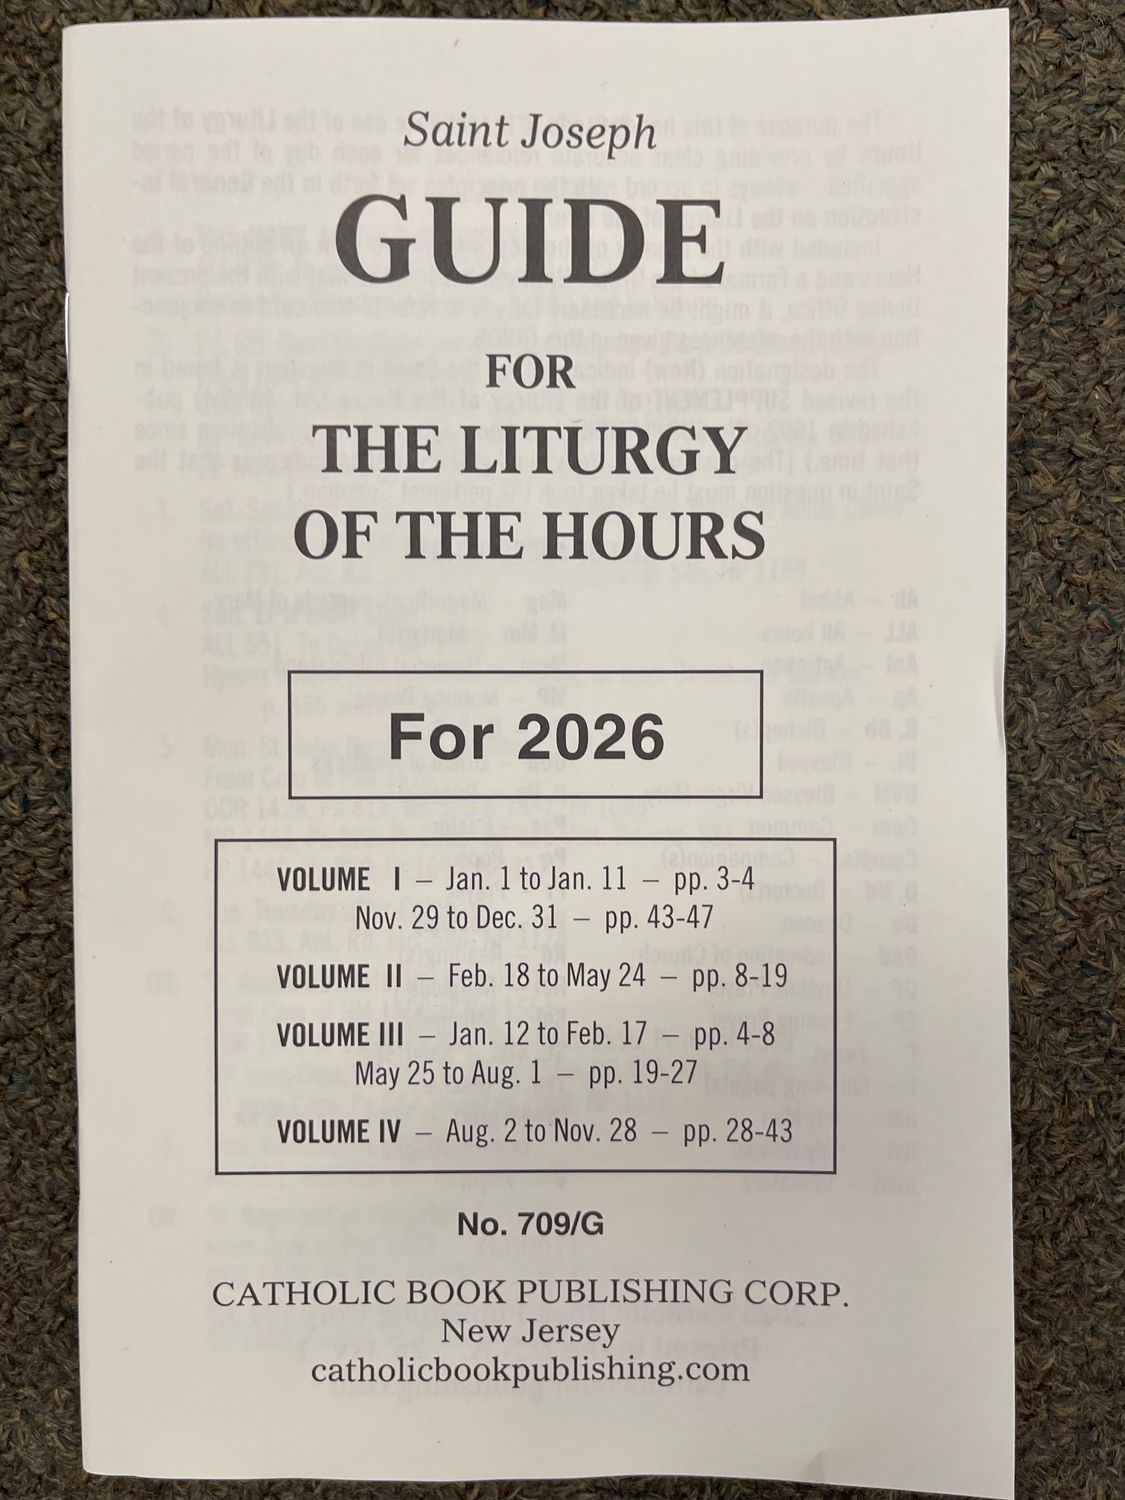 Saint Joseph
GUIDE
FOR
THE LITURGY
OF THE HOURS
For 2026
VOLUME I – Jan. 1 to Jan. 11 – pp. 3-4
Nov. 29 to Dec. 31 – pp. 43-47
VOLUME II – Feb. 18 to May 24 – pp. 8-19
VOLUME III – Jan. 12 to Feb. 17 – pp. 4-8
May 25 to Aug. 1 – pp. 19-27
VOLUME IV – Aug. 2 to Nov. 28 – pp. 28-43
No. 709/G
CATHOLIC BOOK PUBLISHING CORP.
New Jersey
catholicbookpublishing.com